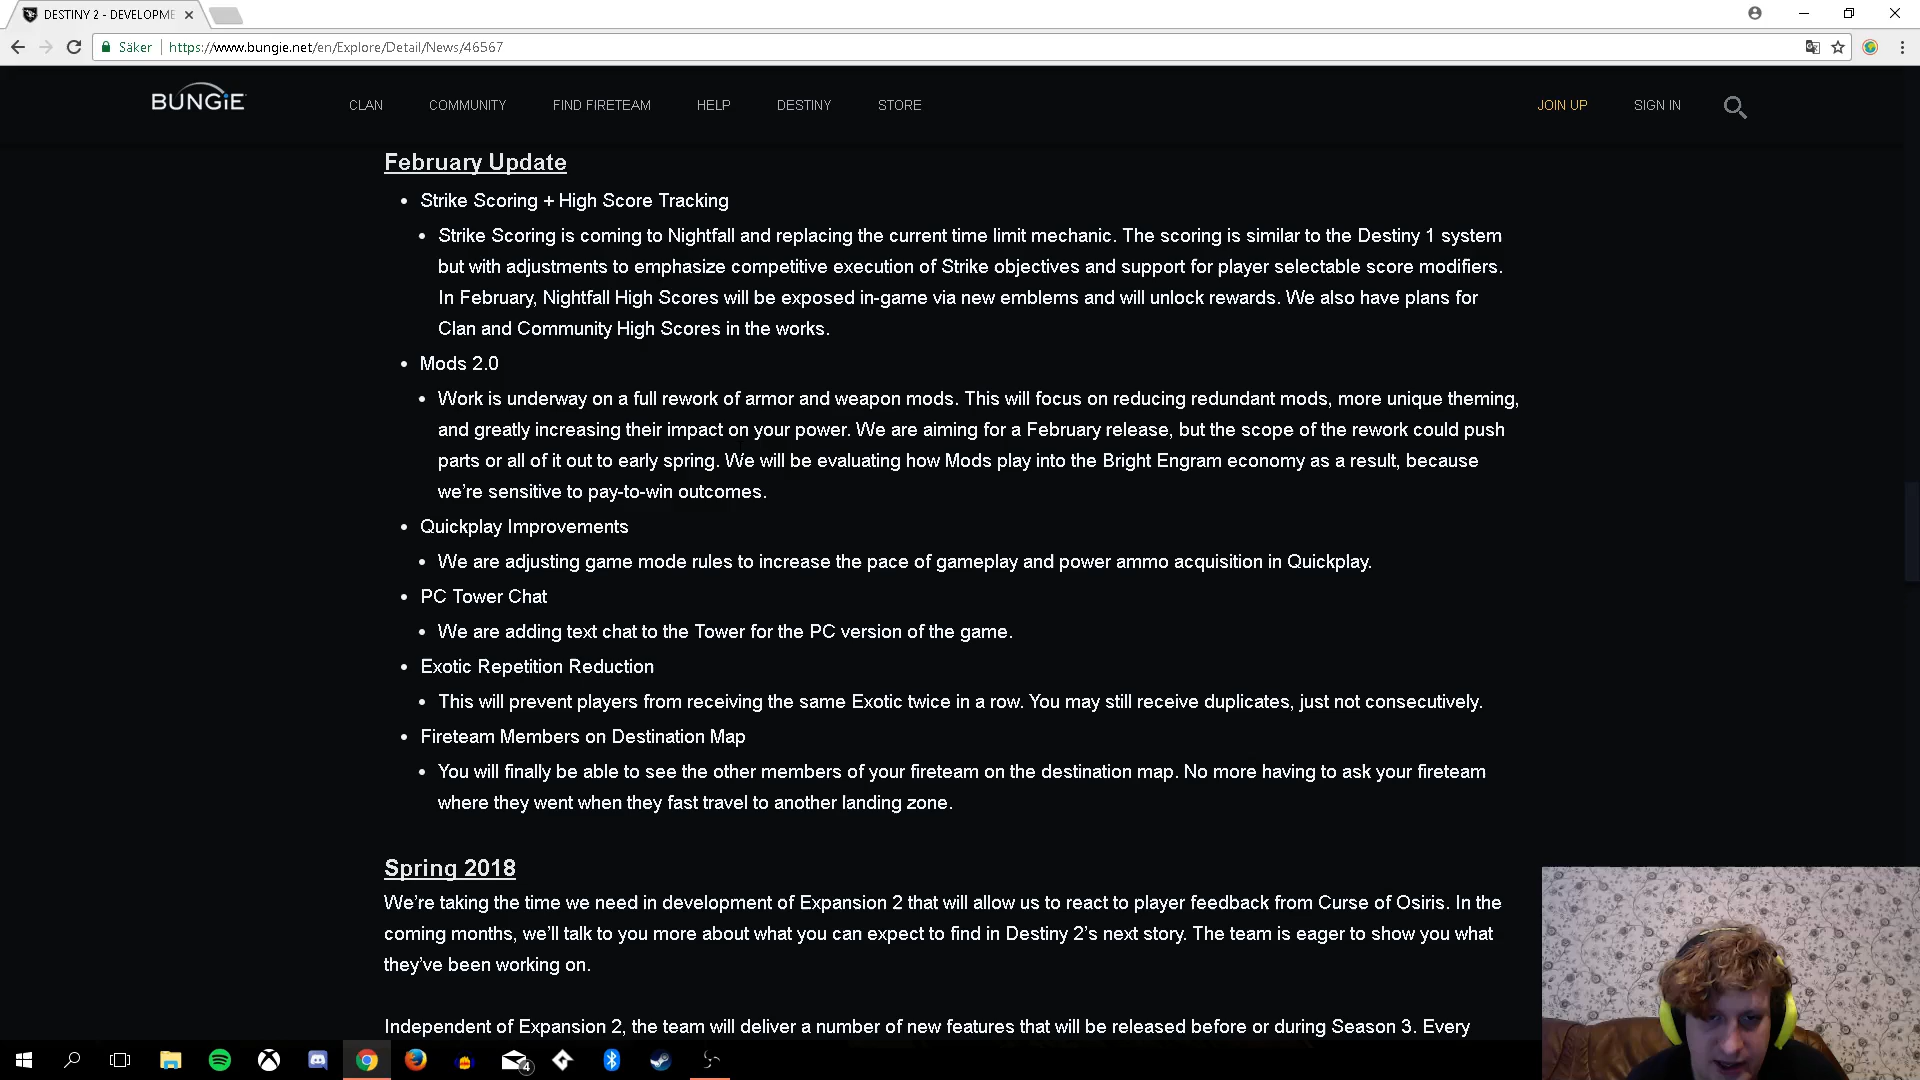 DESTINY 2 - DEVELOPME
Säker
https://www.bungie.net/en/Explore/Detail/News/46567
BUNGiE
CLAN
COMMUNITY
FIND FIRETEAM
HELP
DESTINY
STORE
JOIN UP
SIGN IN
February Update
Strike Scoring + High Score Tracking
Strike Scoring is coming to Nightfall and replacing the current time limit mechanic. The scoring is similar to the Destiny 1 system
but with adjustments to emphasize competitive execution of Strike objectives and support for player selectable score modifiers.
In February, Nightfall High Scores will be exposed in-game via new emblems and will unlock rewards. We also have plans for
Clan and Community High Scores in the works.
Mods 2.0
Work is underway on a full rework of armor and weapon mods. This will focus on reducing redundant mods, more unique theming,
and greatly increasing their impact on your power. We are aiming for a February release, but the scope of the rework could push
parts or all of it out to early spring. We will be evaluating how Mods play into the Bright Engram economy as a result, because
we’re sensitive to pay-to-win outcomes.
Quickplay Improvements
We are adjusting game mode rules to increase the pace of gameplay and power ammo acquisition in Quickplay.
PC Tower Chat
We are adding text chat to the Tower for the PC version of the game.
Exotic Repetition Reduction
This will prevent players from receiving the same Exotic twice in a row. You may still receive duplicates, just not consecutively.
Fireteam Members on Destination Map
You will finally be able to see the other members of your fireteam on the destination map. No more having to ask your fireteam
where they went when they fast travel to another landing zone.
Spring 2018
We’re taking the time we need in development of Expansion 2 that will allow us to react to player feedback from Curse of Osiris. In the
coming months, we’ll talk to you more about what you can expect to find in Destiny 2’s next story. The team is eager to show you what
they’ve been working on.
Independent of Expansion 2, the team will deliver a number of new features that will be released before or during Season 3. Every
4